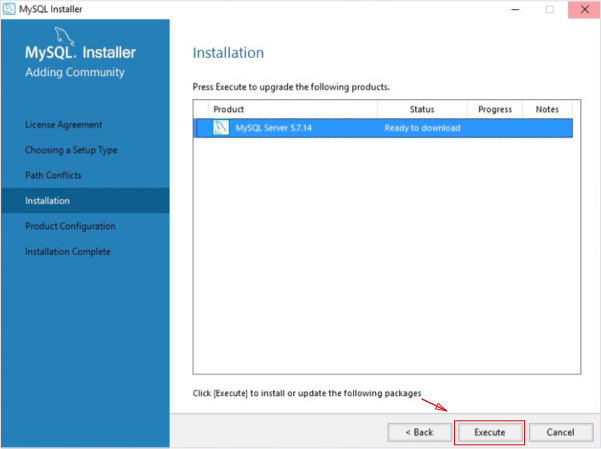 MySQL Installer
MySQL. Installer
Adding Community
License Agreement
Choosing a Setup Type
Path Conflicts
Installation
Product Configuration
Installation Complete
Installation
Press Execute to upgrade the following products.
Product Status Progress Notes
MySQL Server 5.7.14 Ready to download
Click [Execute] to install or update the following packages
< Back Execute Cancel